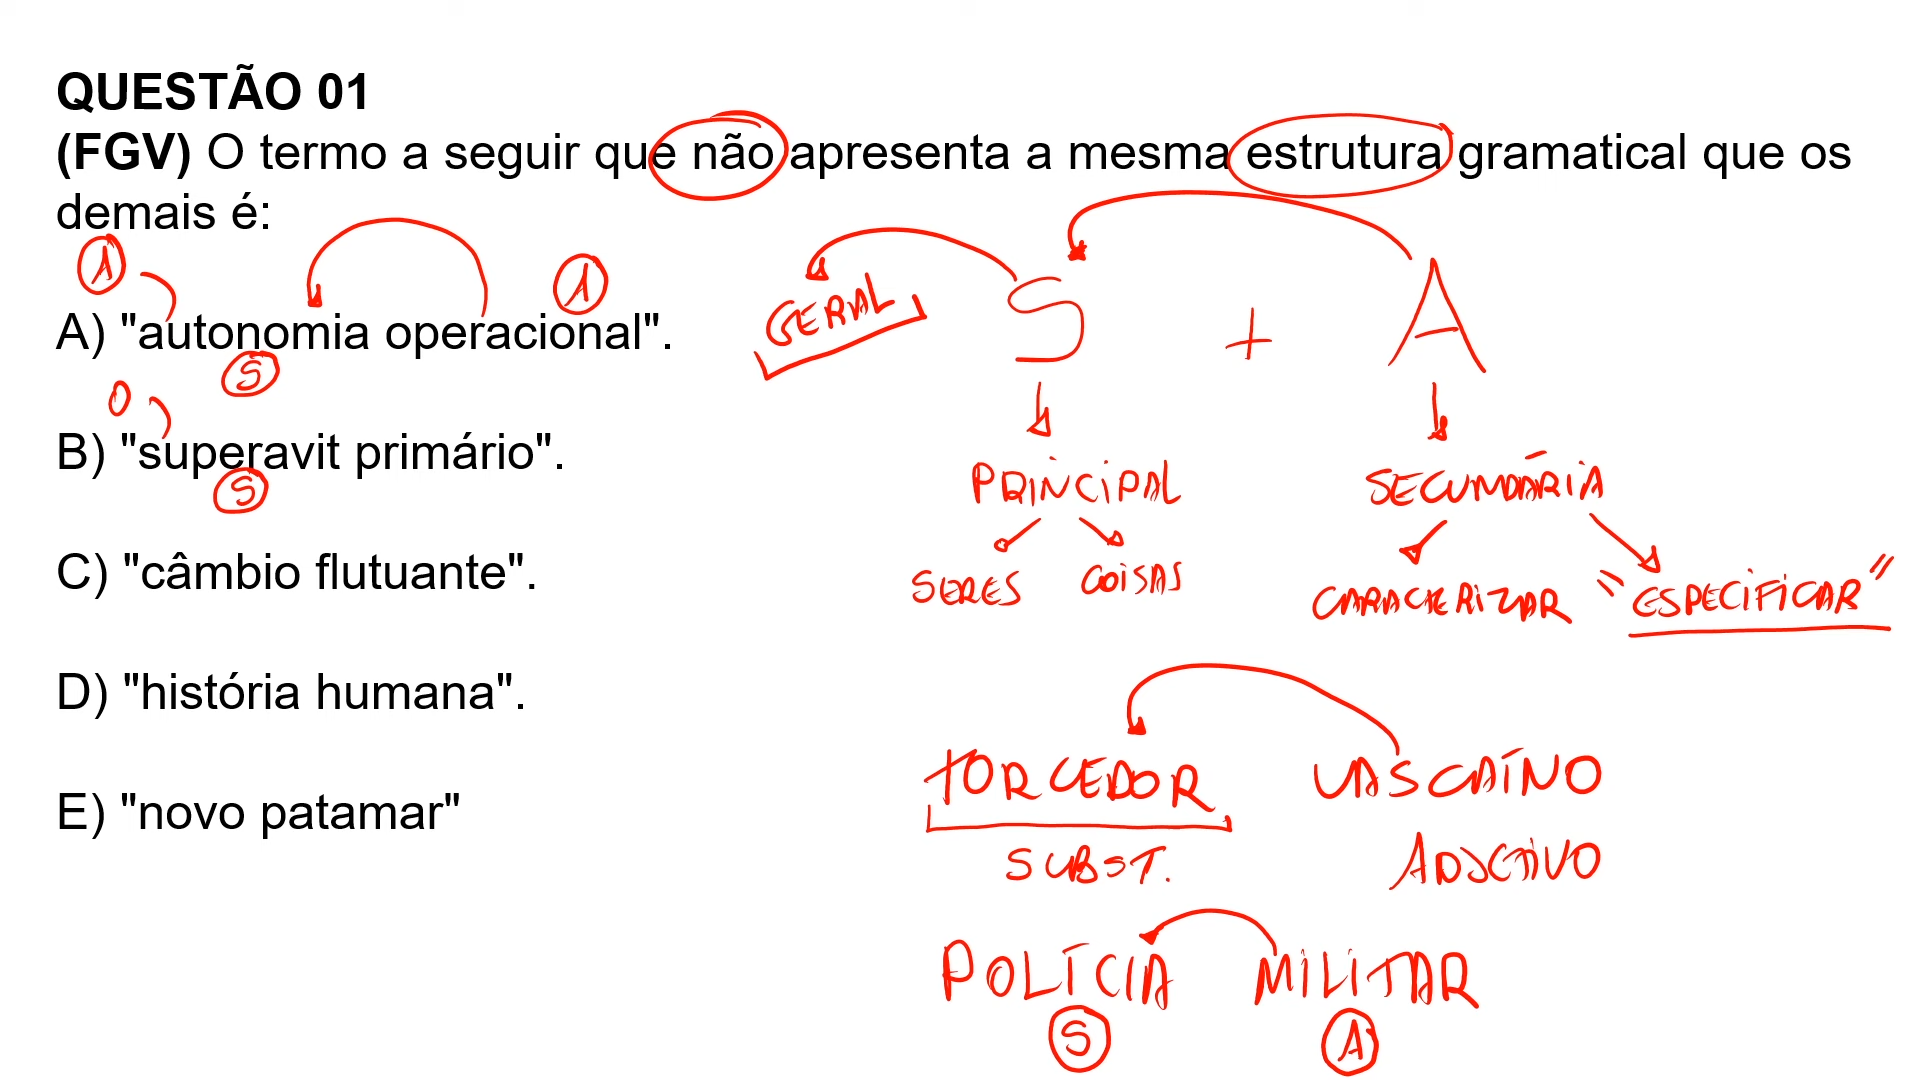 QUESTÃO 01
(FGV) O termo a seguir que não apresenta a mesma estrutura gramatical que os
demais é:
A
A
A) "autonomia operacional".
S
GERAL
S + A
O
B) "superavit primário".
S
PRINCIPAL
SECUNDÁRIA
C) "câmbio flutuante".
SERES
COISAS
CARACTERIZAR
"ESPECIFICAR"
D) "história humana".
E) "novo patamar"
TORCEDOR VASCAÍNO
SUBST. ADJETIVO
POLÍCIA MILITAR
S A